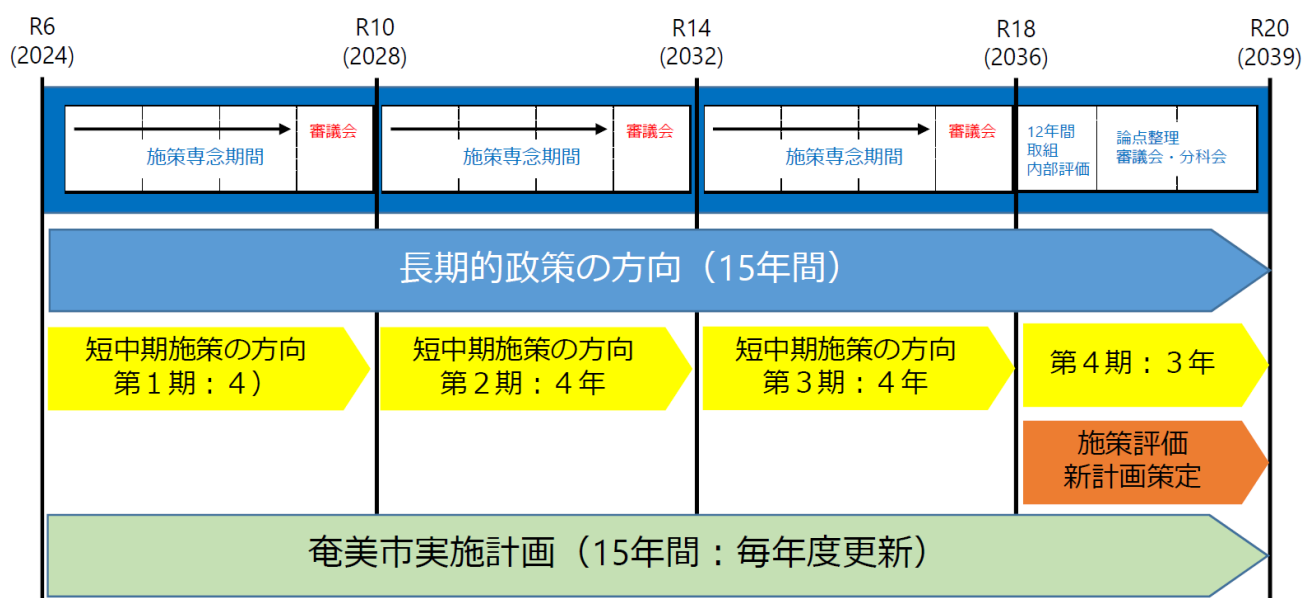 R6
(2024)
R10
(2028)
R14
(2032)
R18
(2036)
R20
(2039)
施策専念期間
審議会
施策専念期間
審議会
施策専念期間
審議会
12年間
取組
内部評価
論点整理
審議会・分科会
長期的政策の方向（15年間）
短中期施策の方向
第１期：４）
短中期施策の方向
第２期：４年
短中期施策の方向
第３期：４年
第４期：３年
施策評価
新計画策定
奄美市実施計画（15年間：毎年度更新）